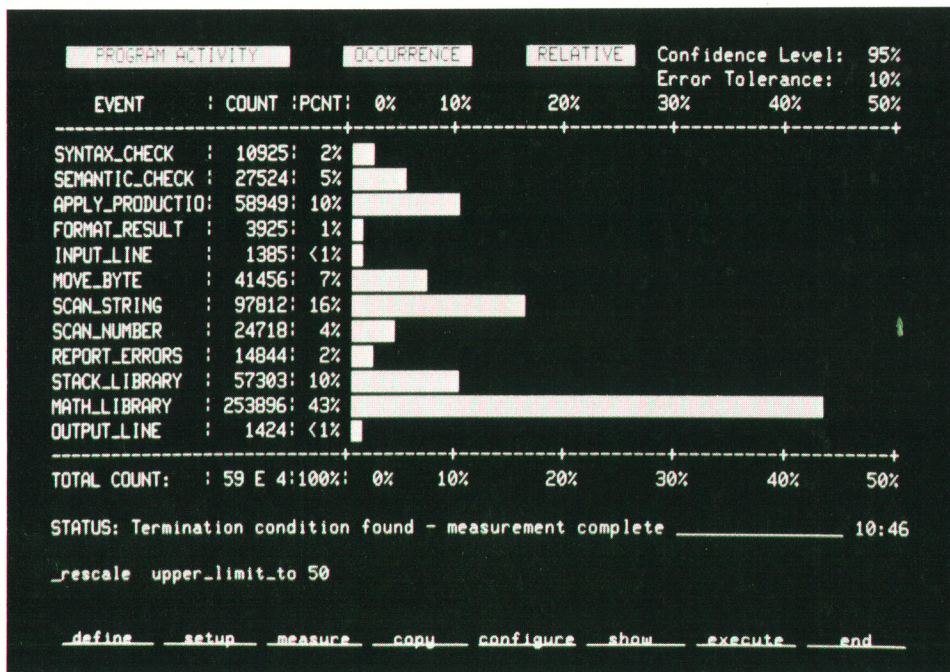 PROGRAM ACTIVITY OCCURRENCE RELATIVE Confidence Level: 95%
Error Tolerance: 10%
EVENT | COUNT |PCNT| 0% 10% 20% 30% 40% 50%
SYNTAX_CHECK | 10925| 2%
SEMANTIC_CHECK | 27524| 5%
APPLY_PRODUCTIO| 58949| 10%
FORMAT_RESULT | 3925| 1%
INPUT_LINE | 1385| <1%
MOVE_BYTE | 41456| 7%
SCAN_STRING | 97812| 16%
SCAN_NUMBER | 24718| 4%
REPORT_ERRORS | 14844| 2%
STACK_LIBRARY | 57303| 10%
MATH_LIBRARY | 253896| 43%
OUTPUT_LINE | 1424| <1%
TOTAL COUNT: | 59 E 4|100%| 0% 10% 20% 30% 40% 50%
STATUS: Termination condition found - measurement complete 10:46
_rescale upper_limit_to 50
define setup measure copy configure show execute end